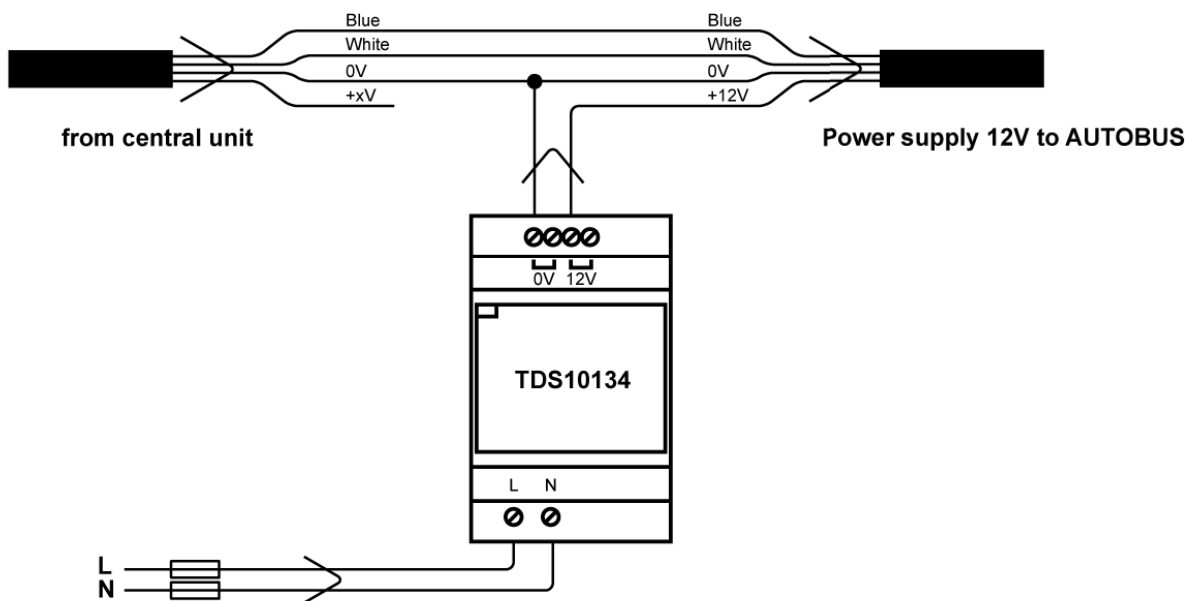 Blue Blue
White White
0V 0V
+xV +12V
from central unit Power supply 12V to AUTOBUS
0V 12V
TDS10134
L N
L
N